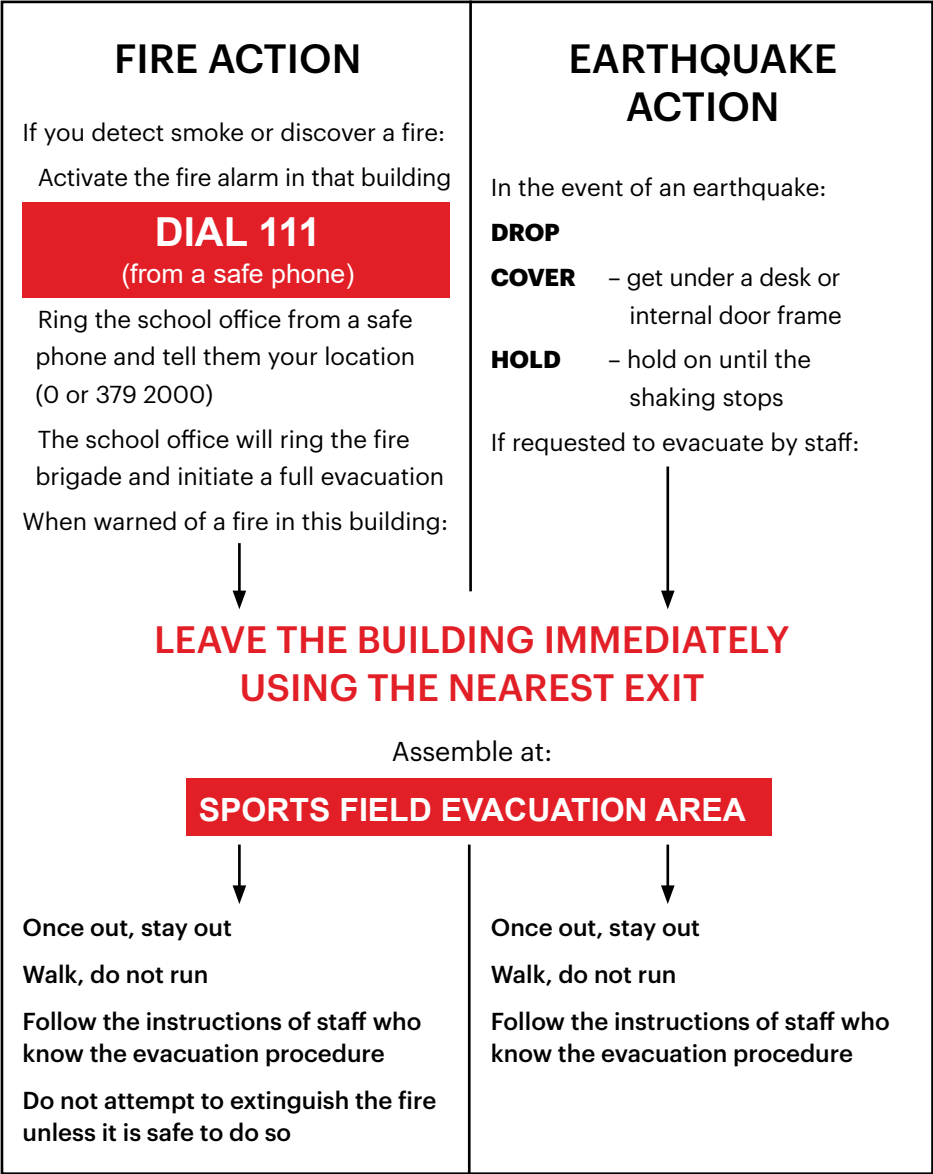 FIRE ACTION
If you detect smoke or discover a fire:
Activate the fire alarm in that building
DIAL 111
(from a safe phone)
Ring the school office from a safe
phone and tell them your location
(0 or 379 2000)
The school office will ring the fire
brigade and initiate a full evacuation
When warned of a fire in this building:
EARTHQUAKE
ACTION
In the event of an earthquake:
DROP
COVER – get under a desk or
internal door frame
HOLD – hold on until the
shaking stops
If requested to evacuate by staff:
LEAVE THE BUILDING IMMEDIATELY
USING THE NEAREST EXIT
Assemble at:
SPORTS FIELD EVACUATION AREA
Once out, stay out
Walk, do not run
Follow the instructions of staff who
know the evacuation procedure
Do not attempt to extinguish the fire
unless it is safe to do so
Once out, stay out
Walk, do not run
Follow the instructions of staff who
know the evacuation procedure